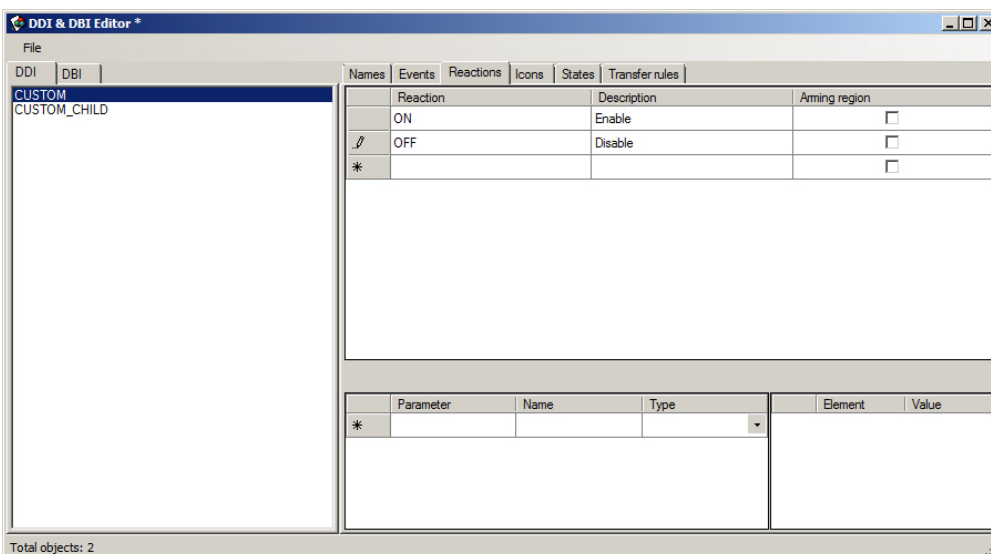 DDI & DBI Editor *
File
DDI DBI
CUSTOM
CUSTOM_CHILD
Names Events Reactions Icons States Transfer rules
Reaction Description Arming region
ON Enable
OFF Disable
Parameter Name Type
Element Value
Total objects: 2